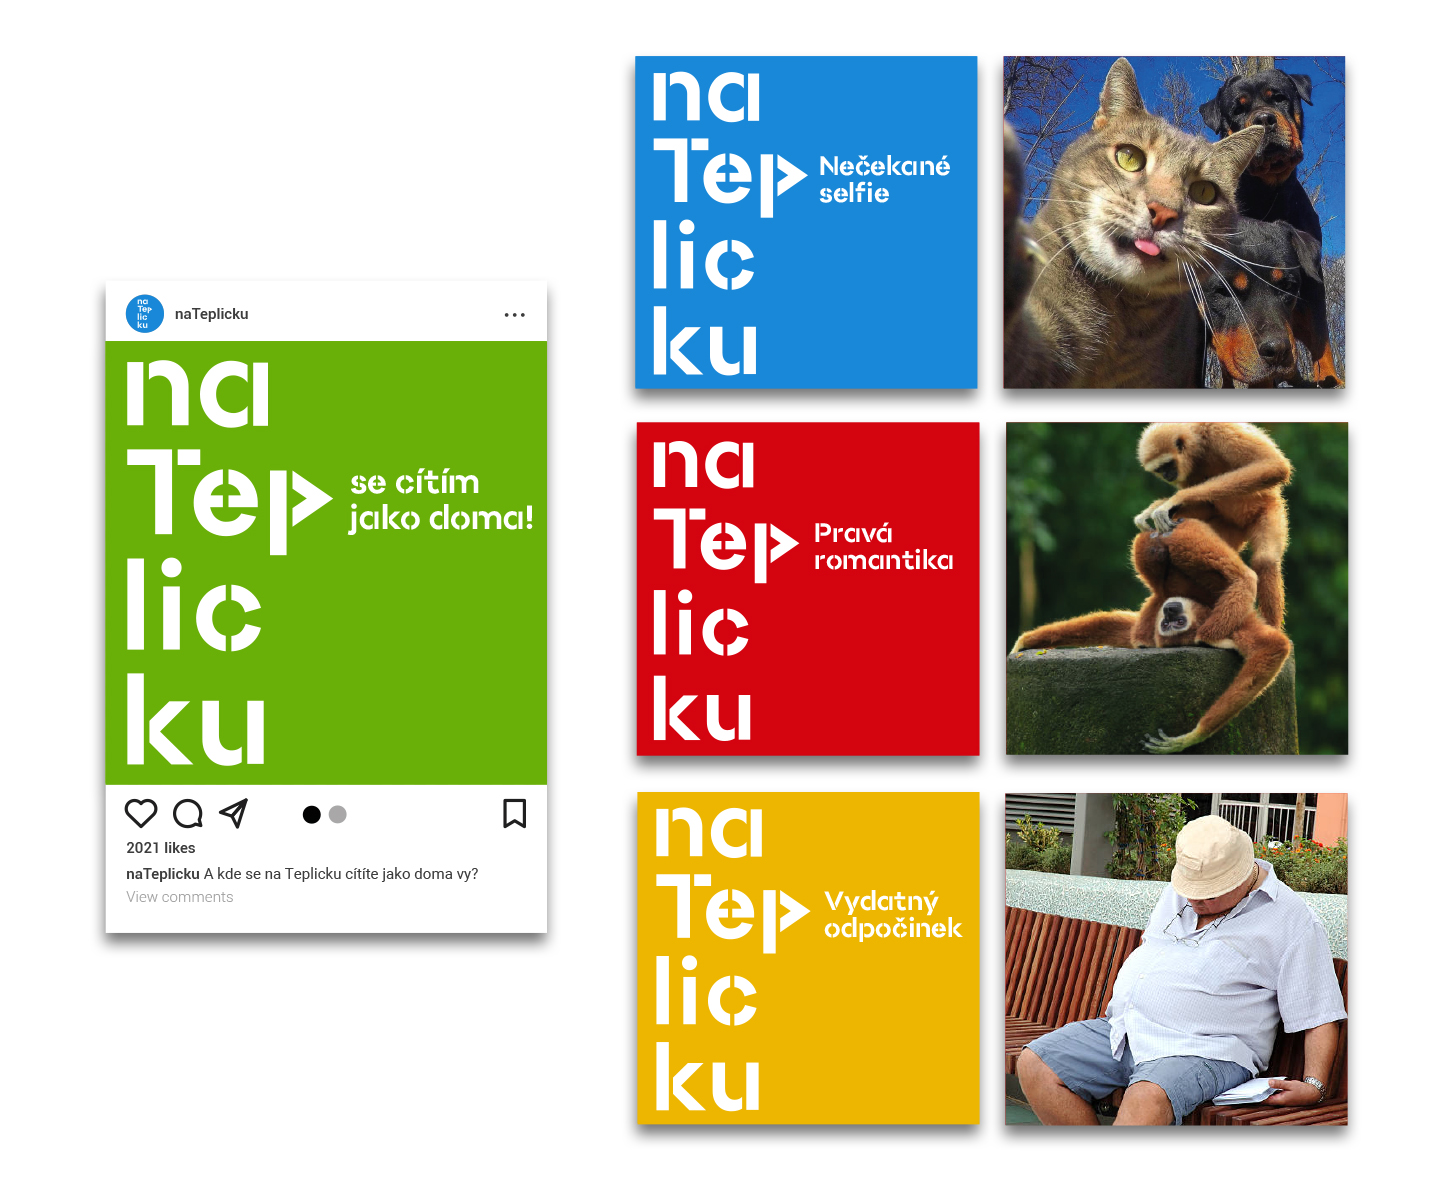 na
Tep
lic
ku
naTeplicku
na
Tep
lic
ku
se cítím
jako doma!
2021 likes
naTeplicku A kde se na Teplicku cítíte jako doma vy?
View comments
na
Tep
lic
ku
Nečekané
selfie
na
Tep
lic
ku
Pravá
romantika
na
Tep
lic
ku
Vydatný
odpočinek